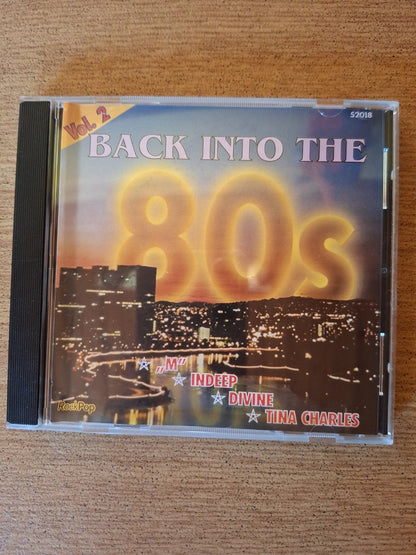 Vol. 2
52018
BACK INTO THE
80s
„M"
INDEEP
DIVINE
TINA CHARLES
RockPop